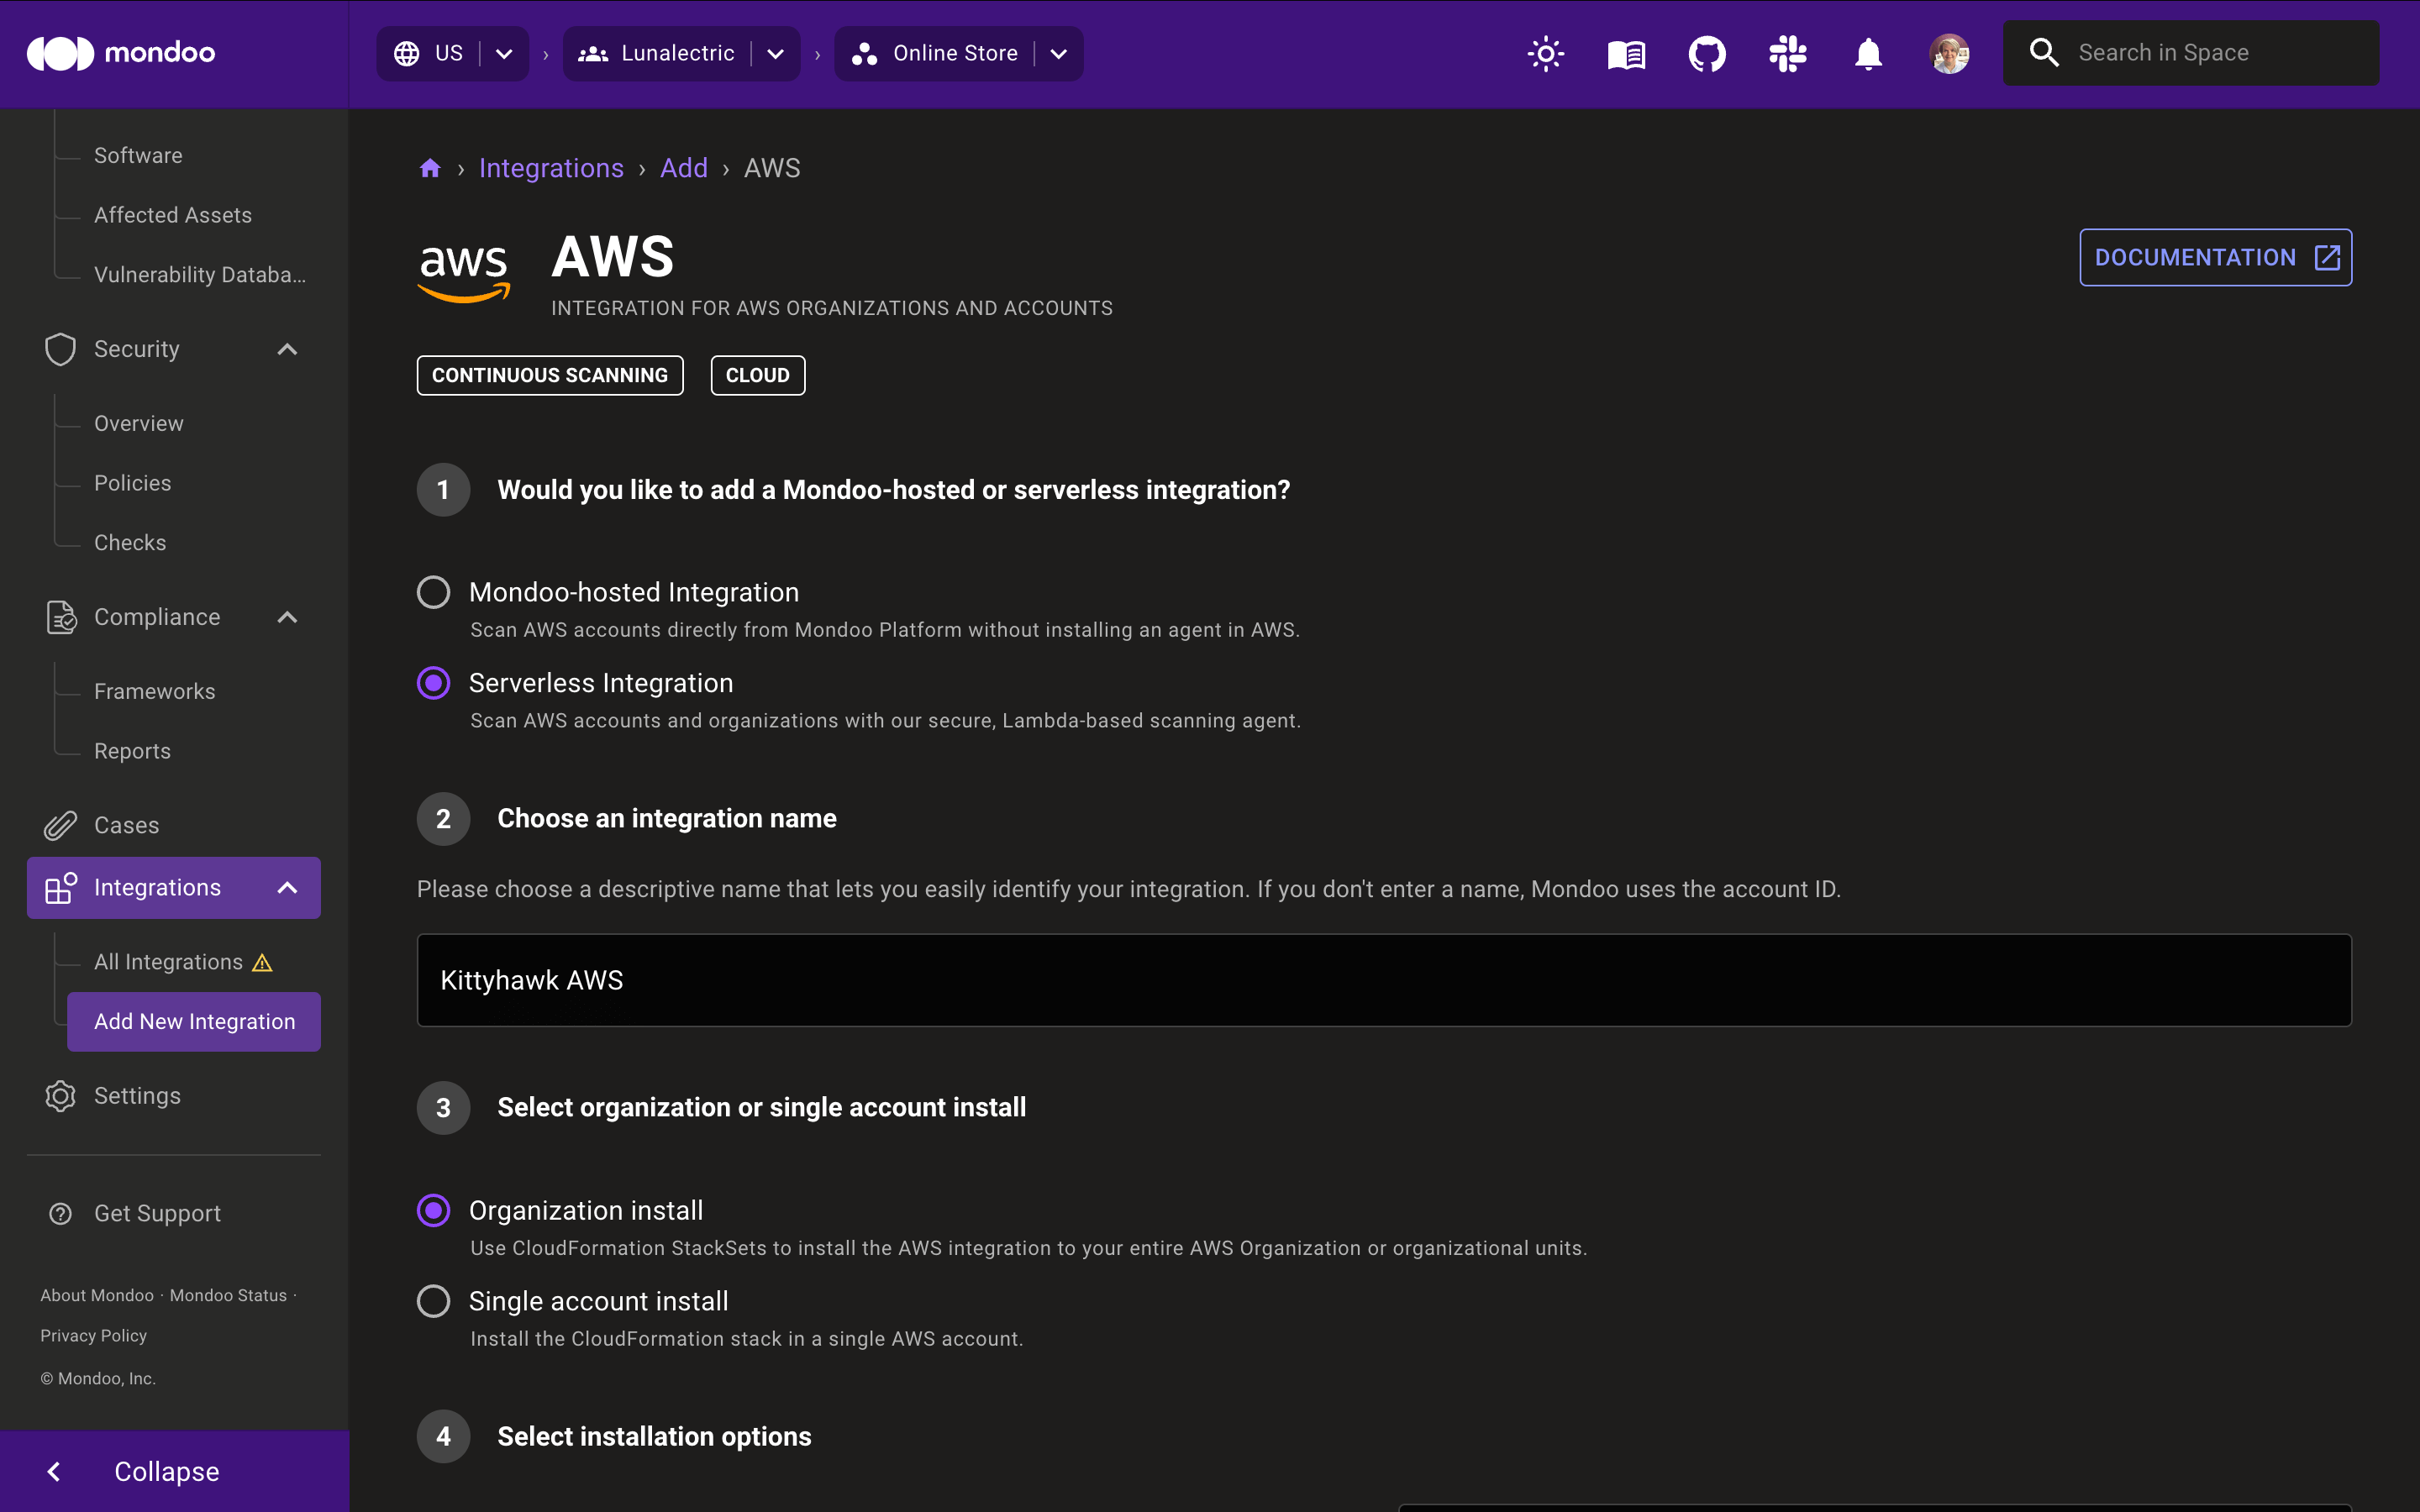 mondoo
US
Lunalectric
Online Store
Search in Space
Software
Affected Assets
Vulnerability Databa...
Security
Overview
Policies
Checks
Compliance
Frameworks
Reports
Cases
Integrations
All Integrations
Add New Integration
Settings
Get Support
About Mondoo · Mondoo Status ·
Privacy Policy
© Mondoo, Inc.
Collapse
› Integrations › Add › AWS
aws
AWS
INTEGRATION FOR AWS ORGANIZATIONS AND ACCOUNTS
DOCUMENTATION
CONTINUOUS SCANNING
CLOUD
1 Would you like to add a Mondoo-hosted or serverless integration?
Mondoo-hosted Integration
Scan AWS accounts directly from Mondoo Platform without installing an agent in AWS.
Serverless Integration
Scan AWS accounts and organizations with our secure, Lambda-based scanning agent.
2 Choose an integration name
Please choose a descriptive name that lets you easily identify your integration. If you don't enter a name, Mondoo uses the account ID.
Kittyhawk AWS
3 Select organization or single account install
Organization install
Use CloudFormation StackSets to install the AWS integration to your entire AWS Organization or organizational units.
Single account install
Install the CloudFormation stack in a single AWS account.
4 Select installation options